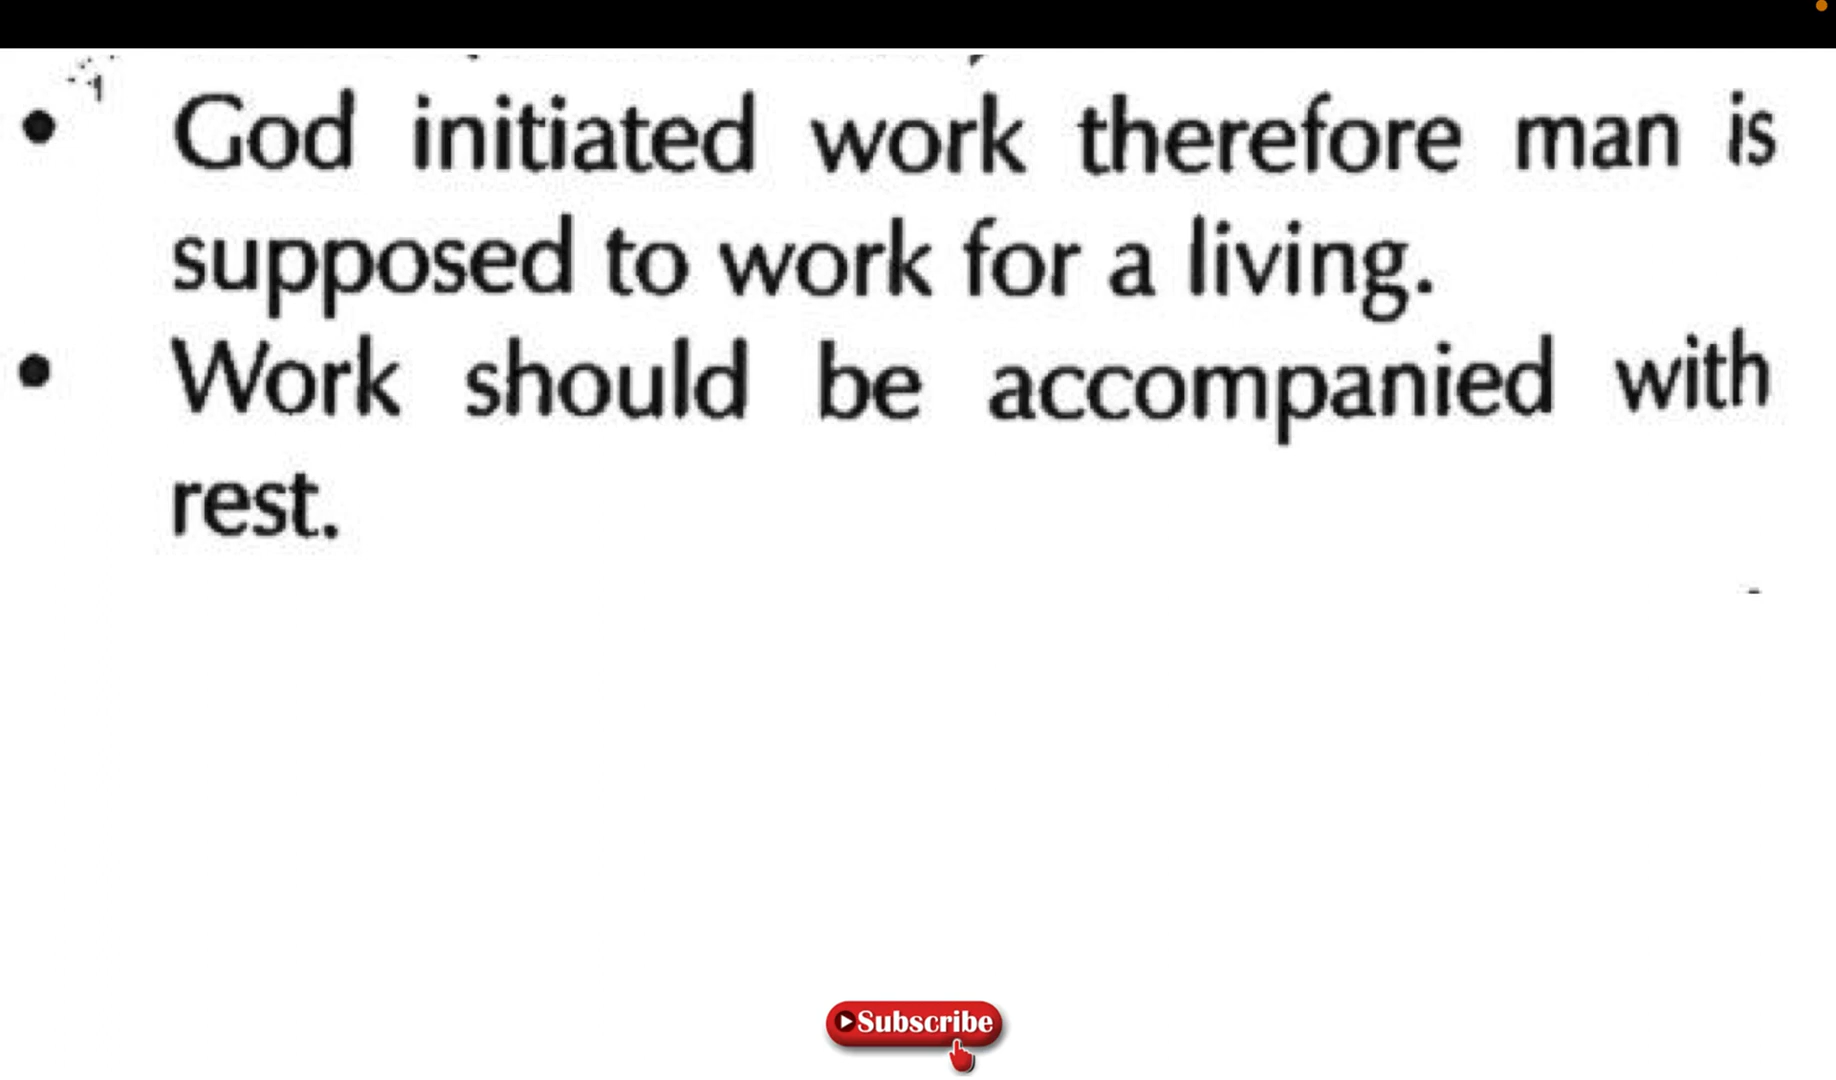 • God initiated work therefore man is
supposed to work for a living.
• Work should be accompanied with
rest.
Subscribe